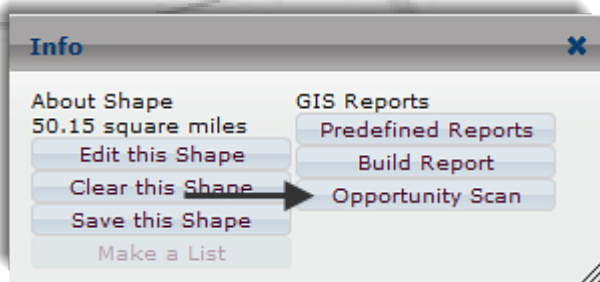 Info
About Shape
50.15 square miles
Edit this Shape
Clear this Shape
Save this Shape
Make a List
GIS Reports
Predefined Reports
Build Report
Opportunity Scan